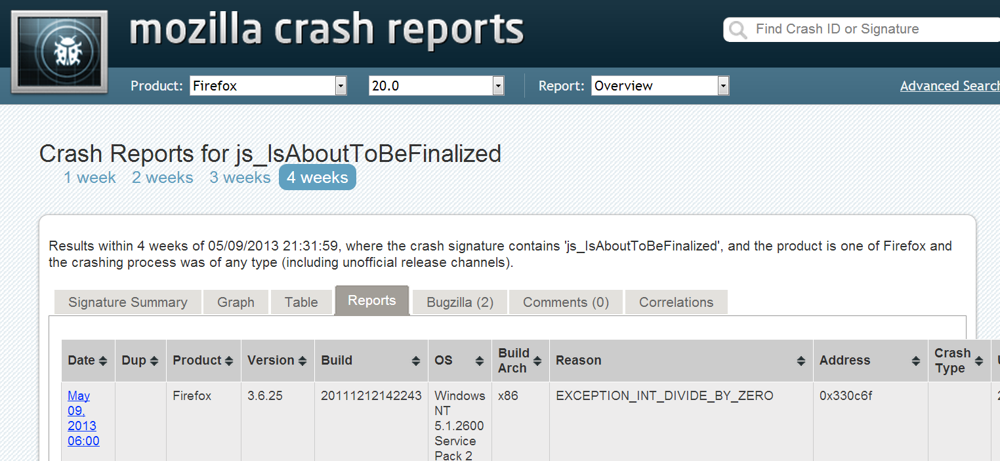 mozilla crash reports
Find Crash ID or Signature
Product: Firefox 20.0 Report: Overview Advanced Search
Crash Reports for js_IsAboutToBeFinalized
1 week 2 weeks 3 weeks 4 weeks
Results within 4 weeks of 05/09/2013 21:31:59, where the crash signature contains 'js_IsAboutToBeFinalized', and the product is one of Firefox and
the crashing process was of any type (including unofficial release channels).
Signature Summary Graph Table Reports Bugzilla (2) Comments (0) Correlations
Date Dup Product Version Build OS Build Arch Reason Address Crash Type
May 09, 2013 06:00 Firefox 3.6.25 20111212142243 Windows NT 5.1.2600 Service Pack 2 x86 EXCEPTION_INT_DIVIDE_BY_ZERO 0x330c6f